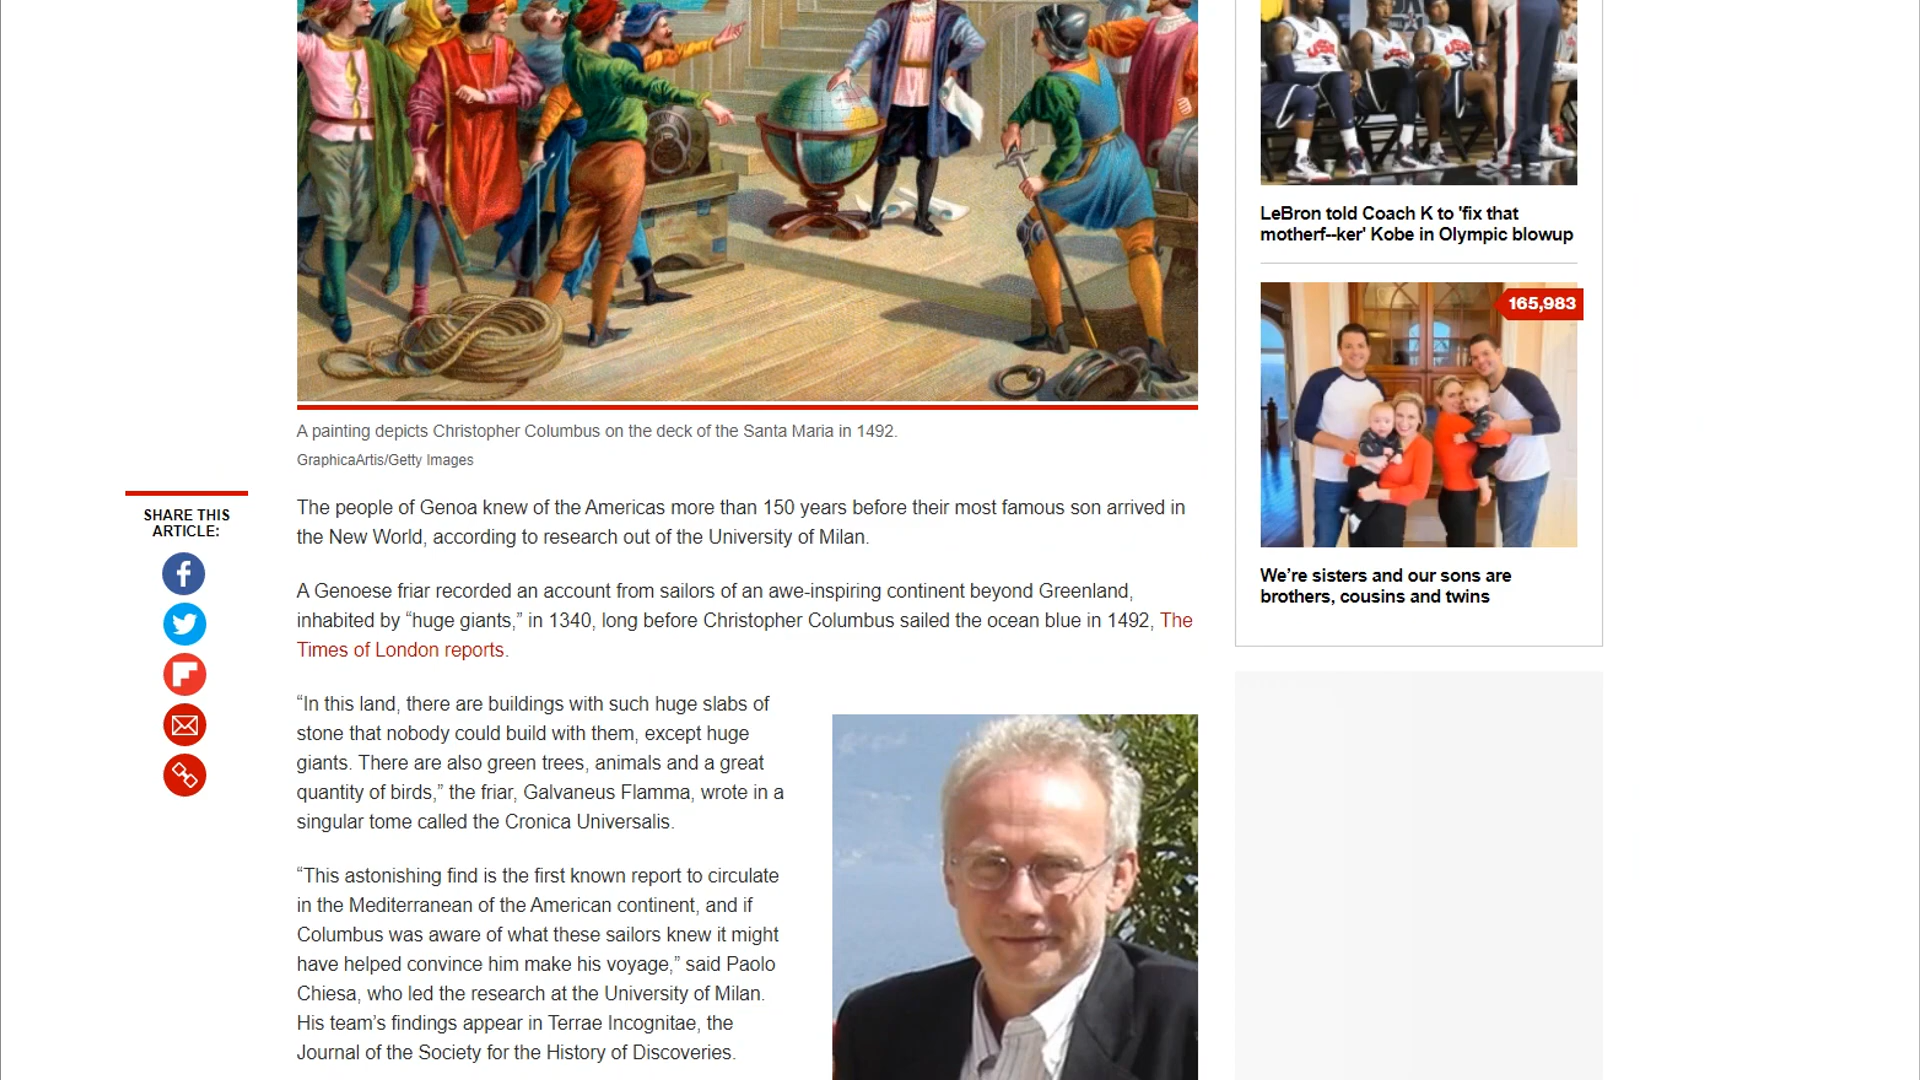 LeBron told Coach K to 'fix that
motherf--ker' Kobe in Olympic blowup
165,983
We’re sisters and our sons are
brothers, cousins and twins
A painting depicts Christopher Columbus on the deck of the Santa Maria in 1492.
GraphicaArtis/Getty Images
SHARE THIS
ARTICLE:
The people of Genoa knew of the Americas more than 150 years before their most famous son arrived in
the New World, according to research out of the University of Milan.
A Genoese friar recorded an account from sailors of an awe-inspiring continent beyond Greenland,
inhabited by “huge giants,” in 1340, long before Christopher Columbus sailed the ocean blue in 1492, The
Times of London reports.
“In this land, there are buildings with such huge slabs of
stone that nobody could build with them, except huge
giants. There are also green trees, animals and a great
quantity of birds,” the friar, Galvaneus Flamma, wrote in a
singular tome called the Cronica Universalis.
“This astonishing find is the first known report to circulate
in the Mediterranean of the American continent, and if
Columbus was aware of what these sailors knew it might
have helped convince him make his voyage,” said Paolo
Chiesa, who led the research at the University of Milan.
His team’s findings appear in Terrae Incognitae, the
Journal of the Society for the History of Discoveries.